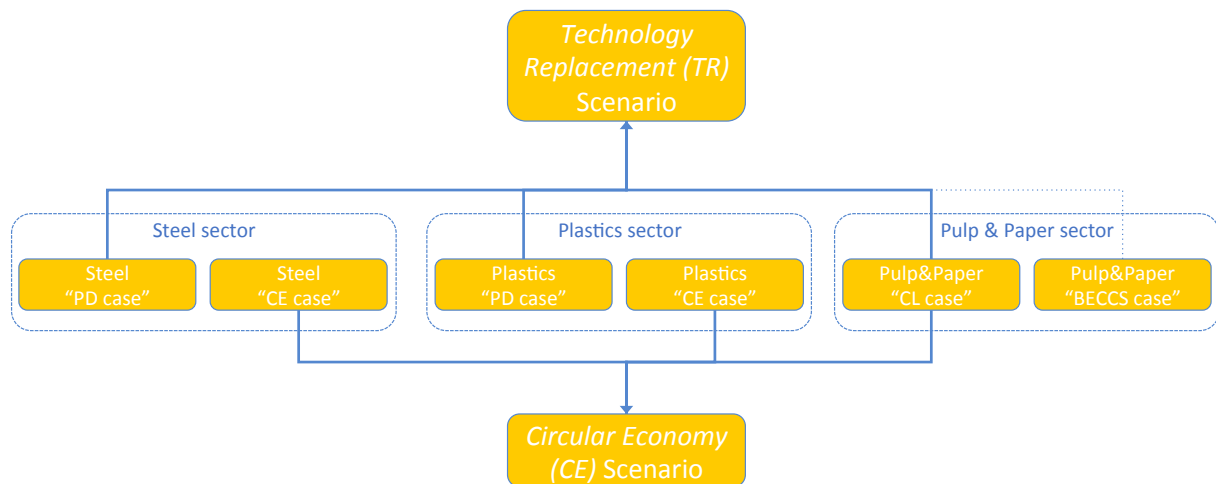 Technology
Replacement (TR)
Scenario
Steel sector
Plastics sector
Pulp & Paper sector
Steel
“PD case”
Steel
“CE case”
Plastics
“PD case”
Plastics
“CE case”
Pulp&Paper
“CL case”
Pulp&Paper
“BECCS case”
Circular Economy
(CE) Scenario